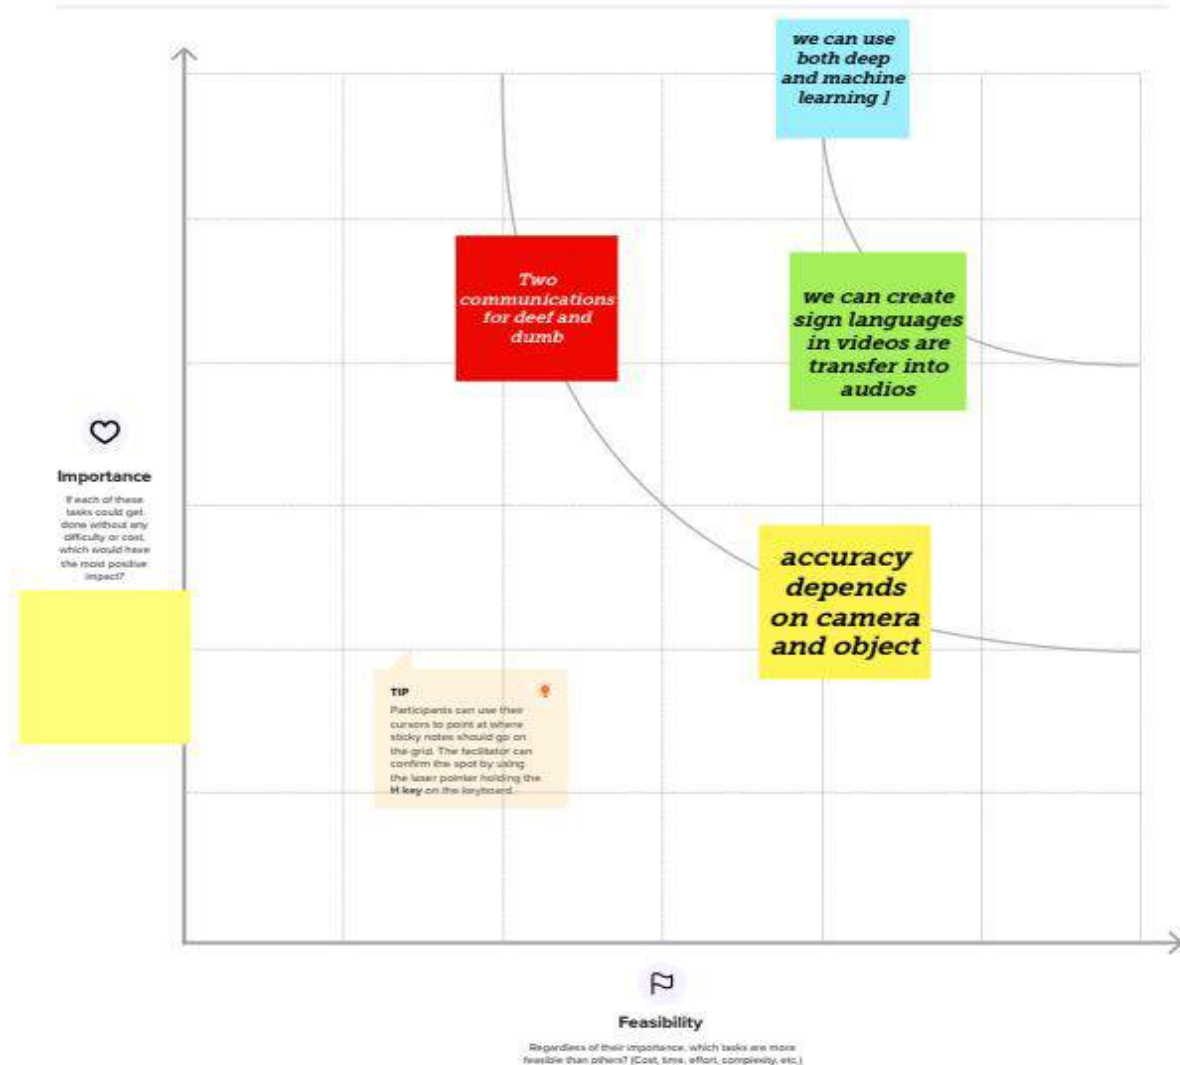 we can use
both deep
and machine
learning ]
Two
communications
for deef and
dumb
we can create
sign languages
in videos are
transfer into
audios
Importance
If each of these
tasks could get
done without any
difficulty or cost,
which would have
the most positive
impact?
accuracy
depends
on camera
and object
TIP
Participants can use their
cursors to point at where
sticky notes should go on
the grid. The facilitator can
confirm the spot by using
the laser pointer holding the
H key on the keyboard.
Feasibility
Regardless of their importance, which tasks are more
feasible than others? (Cost, time, effort, complexity, etc.)